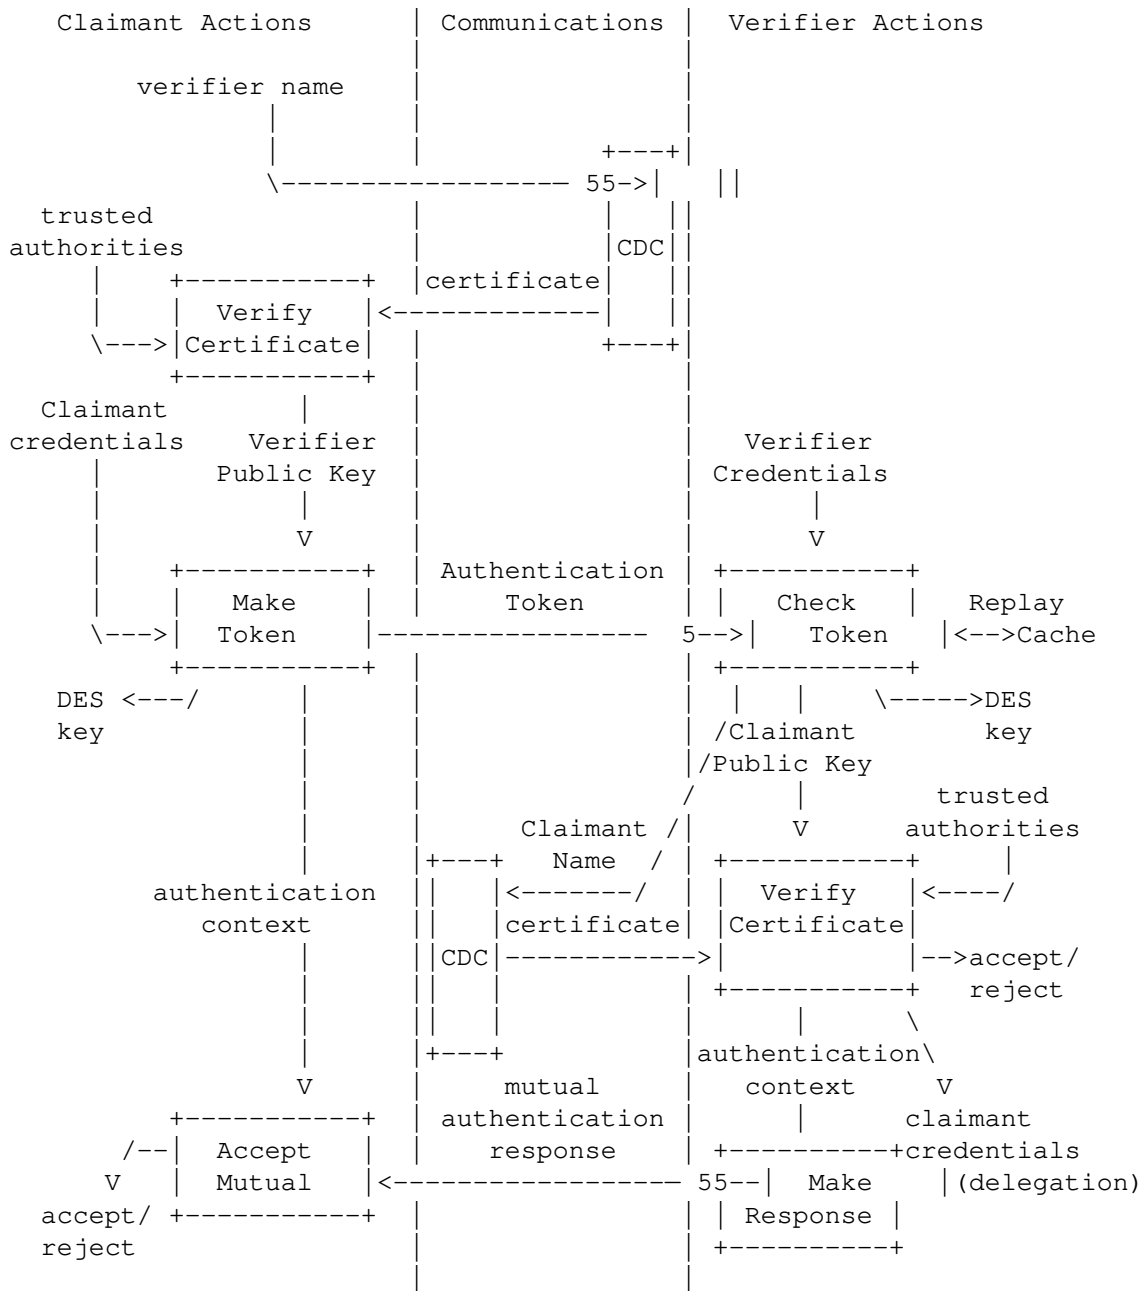 Claimant Actions | Communications | Verifier Actions
verifier name
+---+
\------------------ 55->| ||
trusted
authorities |CDC|
+-----------+ |certificate|
| Verify |<-------------|
\--->|Certificate| +---+
+-----------+
Claimant
credentials Verifier Verifier
Public Key Credentials
V V
+-----------+ Authentication +-----------+
| Make | Token | Check | Replay
\--->| Token |----------------- 5-->| Token |<-->Cache
+-----------+ +-----------+
DES <---/ \----->DES
key /Claimant key
/Public Key
/ | trusted
Claimant / V authorities
+---+ Name / +-----------+
authentication | |<-------/ | Verify |<----/
context | |certificate| |Certificate|
|CDC|------------>| |-->accept/
+-----------+ reject
| \
+---+ |authentication\
V mutual context V
+-----------+ authentication | claimant
/--| Accept | response +----------+credentials
V | Mutual |<------------------ 55--| Make |(delegation)
accept/ +-----------+ | Response |
reject +----------+